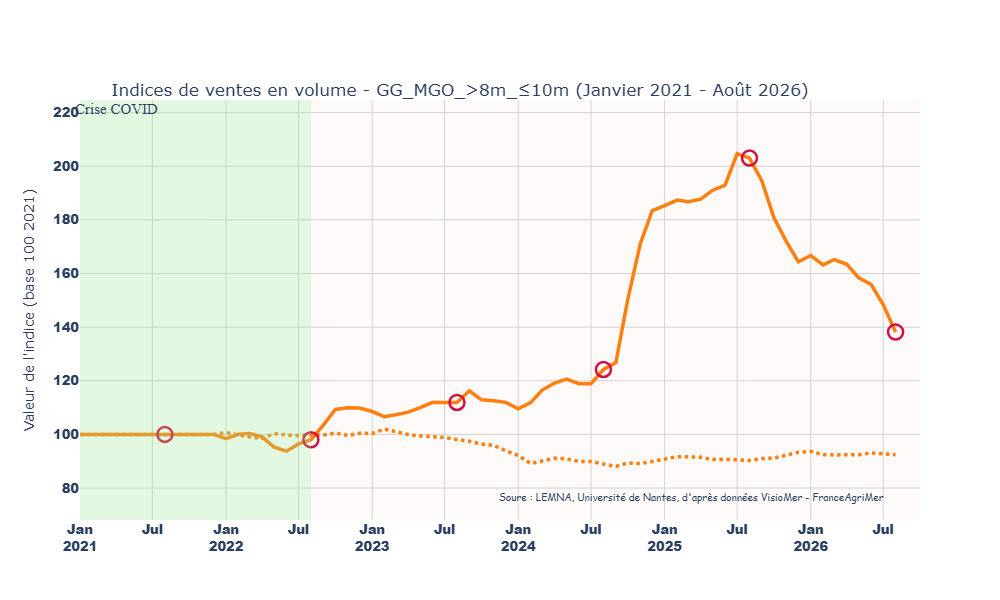 Indices de ventes en volume - GG_MGO_>8m_≤10m (Janvier 2021 - Août 2026)
Crise COVID
Valeur de l'indice (base 100 2021)
220
200
180
160
140
120
100
80
Soure : LEMNA, Université de Nantes, d'après données VisioMer - FranceAgriMer
Jan Jul Jan Jul Jan Jul Jan Jul Jan Jul Jan Jul
2021 2022 2023 2024 2025 2026